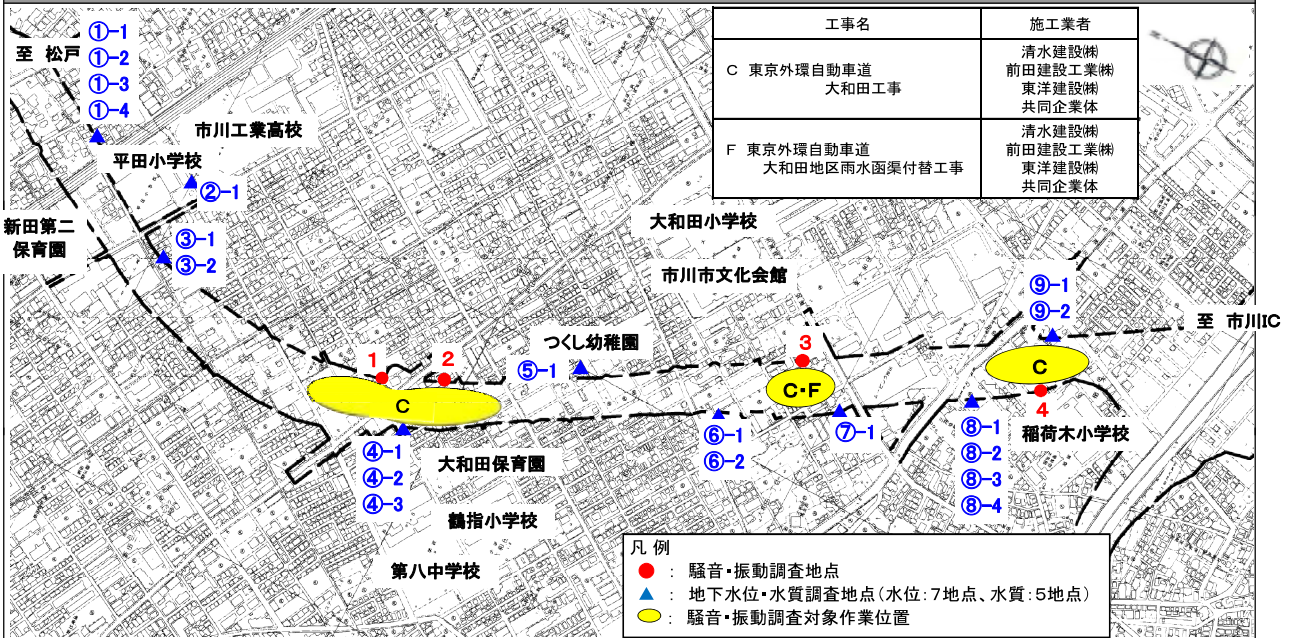 工事名
施工業者
C 東京外環自動車道
大和田工事
清水建設㈱
前田建設工業㈱
東洋建設㈱
共同企業体
F 東京外環自動車道
大和田地区雨水函渠付替工事
清水建設㈱
前田建設工業㈱
東洋建設㈱
共同企業体
至 松戸
①-1
①-2
①-3
①-4
市川工業高校
平田小学校
②-1
新田第二
保育園
③-1
③-2
大和田小学校
市川市文化会館
⑨-1
⑨-2
至 市川IC
つくし幼稚園
⑤-1
1
2
3
C
C・F
C
4
④-1
④-2
④-3
大和田保育園
⑥-1
⑥-2
⑦-1
⑧-1
⑧-2
⑧-3
⑧-4
稲荷木小学校
鶴指小学校
第八中学校
凡 例
： 騒音・振動調査地点
： 地下水位・水質調査地点(水位：7地点、水質：5地点)
： 騒音・振動調査対象作業位置